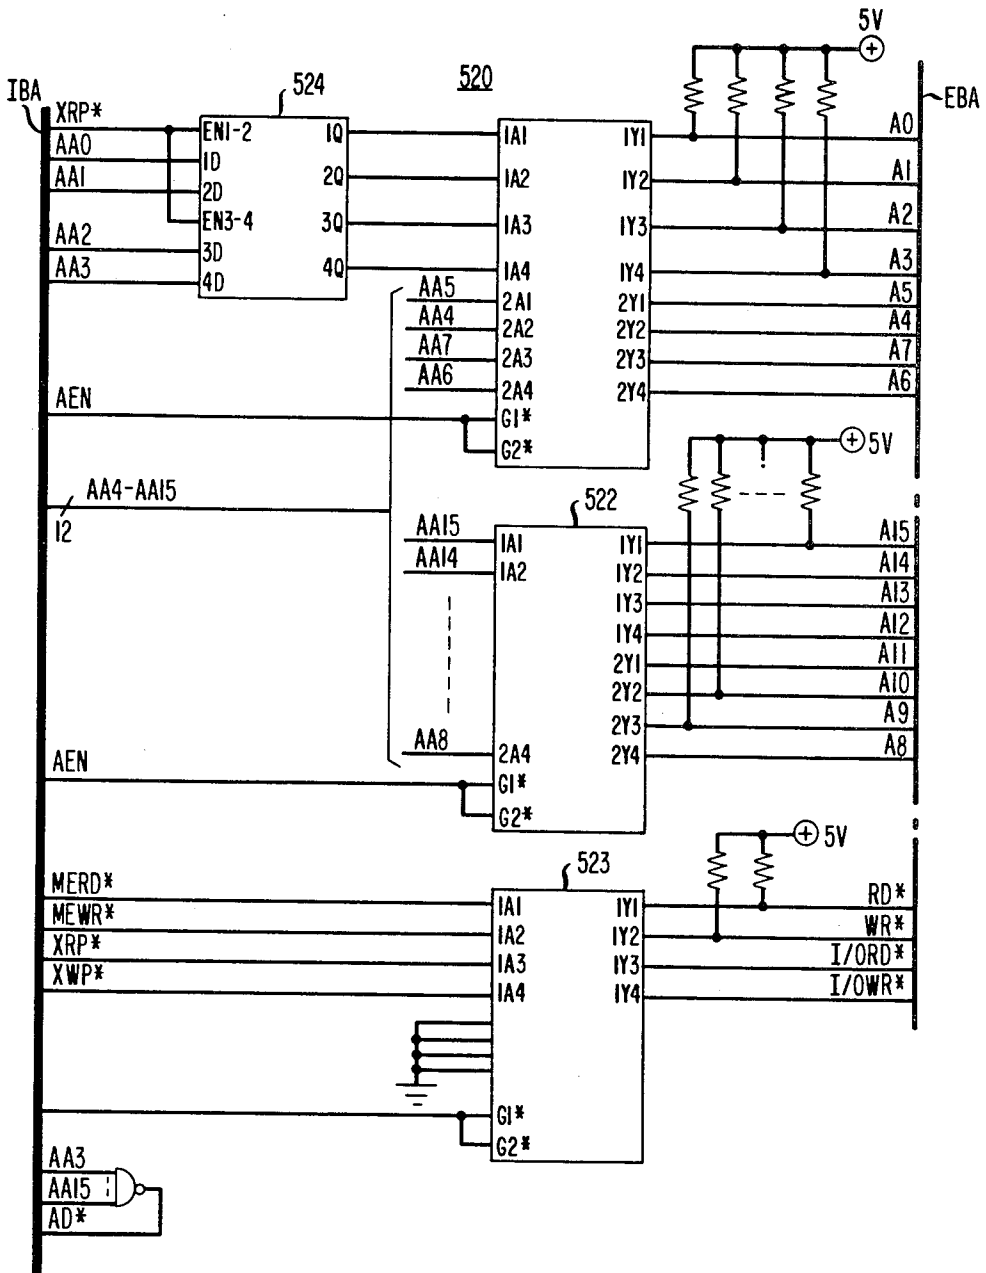 5V
524
520
IBA
EBA
XRP*
EN1-2
1Q
1A1
1Y1
A0
AA0
1D
AA1
2D
2Q
1A2
1Y2
A1
EN3-4
3Q
1A3
1Y3
A2
AA2
3D
AA3
4D
4Q
1A4
1Y4
A3
AA5
2A1
2Y1
A5
AA4
2A2
2Y2
A4
AA7
2A3
2Y3
A7
AA6
2A4
2Y4
A6
AEN
G1*
G2*
5V
AA4-AA15
12
522
AA15
1A1
1Y1
A15
AA14
1A2
1Y2
A14
1Y3
A13
1Y4
A12
2Y1
A11
2Y2
A10
2Y3
A9
AA8
2A4
2Y4
A8
AEN
G1*
G2*
5V
523
MERD*
1A1
1Y1
RD*
MEWR*
1A2
1Y2
WR*
XRP*
1A3
1Y3
I/ORD*
XWP*
1A4
1Y4
I/OWR*
G1*
G2*
AA3
AA15
AD*